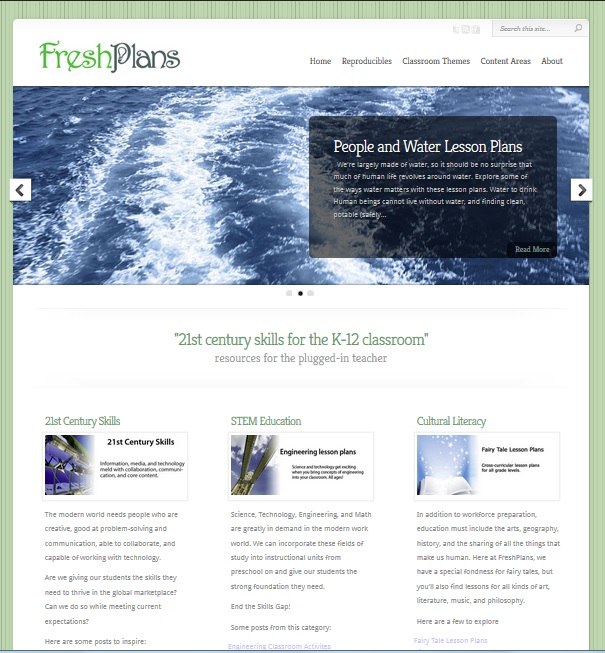 Search this site...
FreshPlans
Home Reproducibles Classroom Themes Content Areas About
People and Water Lesson Plans
We're largely made of water, so it should be no surprise that
much of human life revolves around water. Explore some of
the ways water matters with these lesson plans. Water to drink
Human beings cannot live without water, and finding clean,
potable (safely...
Read More
"21st century skills for the K-12 classroom"
resources for the plugged-in teacher
21st Century Skills
21st Century Skills
Information, media, and technology
meld with collaboration, communi-
cation, and core content.
The modern world needs people who are
creative, good at problem-solving and
communication, able to collaborate, and
capable of working with technology.
Are we giving our students the skills they
need to thrive in the global marketplace?
Can we do so while meeting current
expectations?
Here are some posts to inspire:
STEM Education
Engineering lesson plans
Science and technology get exciting
when you bring concepts of engineering
into your classroom. All ages!
Science, Technology, Engineering, and Math
are greatly in demand in the modern work
world. We can incorporate these fields of
study into instructional units from
preschool on and give our students the
strong foundation they need.
End the Skills Gap!
Some posts from this category:
Engineering Classroom Activites
Cultural Literacy
Fairy Tale Lesson Plans
Cross-curricular lesson plans
for all grade levels.
In addition to workforce preparation,
education must include the arts, geography,
history, and the sharing of all the things that
make us human. Here at FreshPlans, we
have a special fondness for fairy tales, but
you'll also find lessons for all kinds of art,
literature, music, and philosophy.
Here are a few to explore
Fairy Tale Lesson Plans